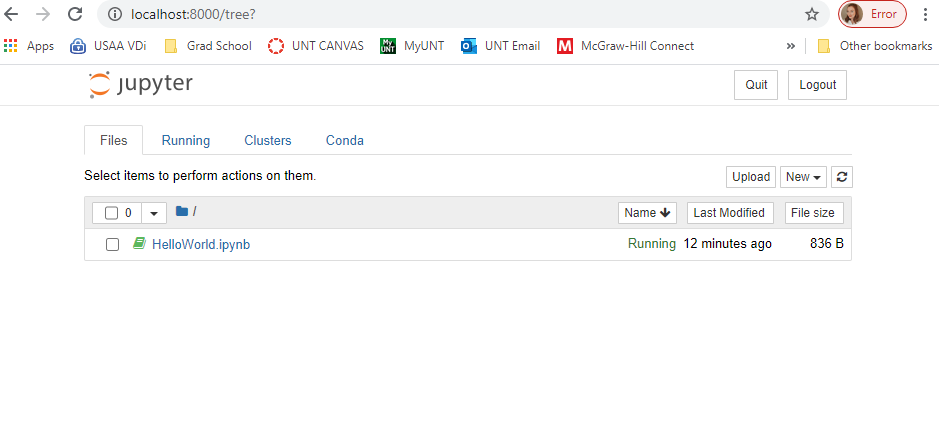 localhost:8000/tree?
Error
Apps
USAA VDi
Grad School
UNT CANVAS
My UNT
MyUNT
UNT Email
M
McGraw-Hill Connect
»
Other bookmarks
jupyter
Quit
Logout
Files
Running
Clusters
Conda
Select items to perform actions on them.
Upload
New
0
/
Name
Last Modified
File size
HelloWorld.ipynb
Running
12 minutes ago
836 B